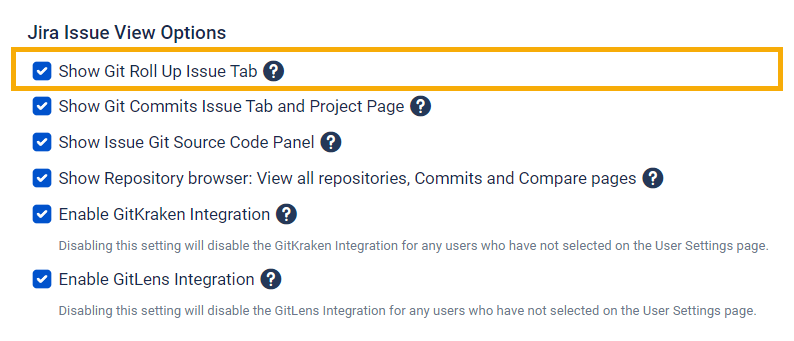 Jira Issue View Options
Show Git Roll Up Issue Tab ?
Show Git Commits Issue Tab and Project Page ?
Show Issue Git Source Code Panel ?
Show Repository browser: View all repositories, Commits and Compare pages ?
Enable GitKraken Integration ?
Disabling this setting will disable the GitKraken Integration for any users who have not selected on the User Settings page.
Enable GitLens Integration ?
Disabling this setting will disable the GitLens Integration for any users who have not selected on the User Settings page.